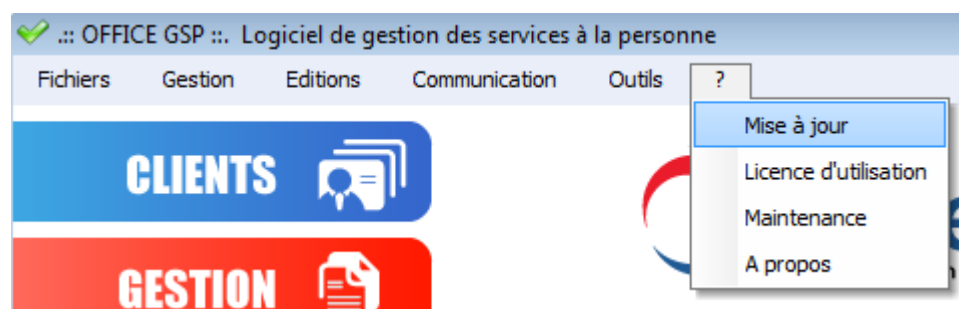 .:: OFFICE GSP ::. Logiciel de gestion des services à la personne
Fichiers Gestion Editions Communication Outils ?
Mise à jour
CLIENTS
Licence d'utilisation
Maintenance
A propos
GESTION